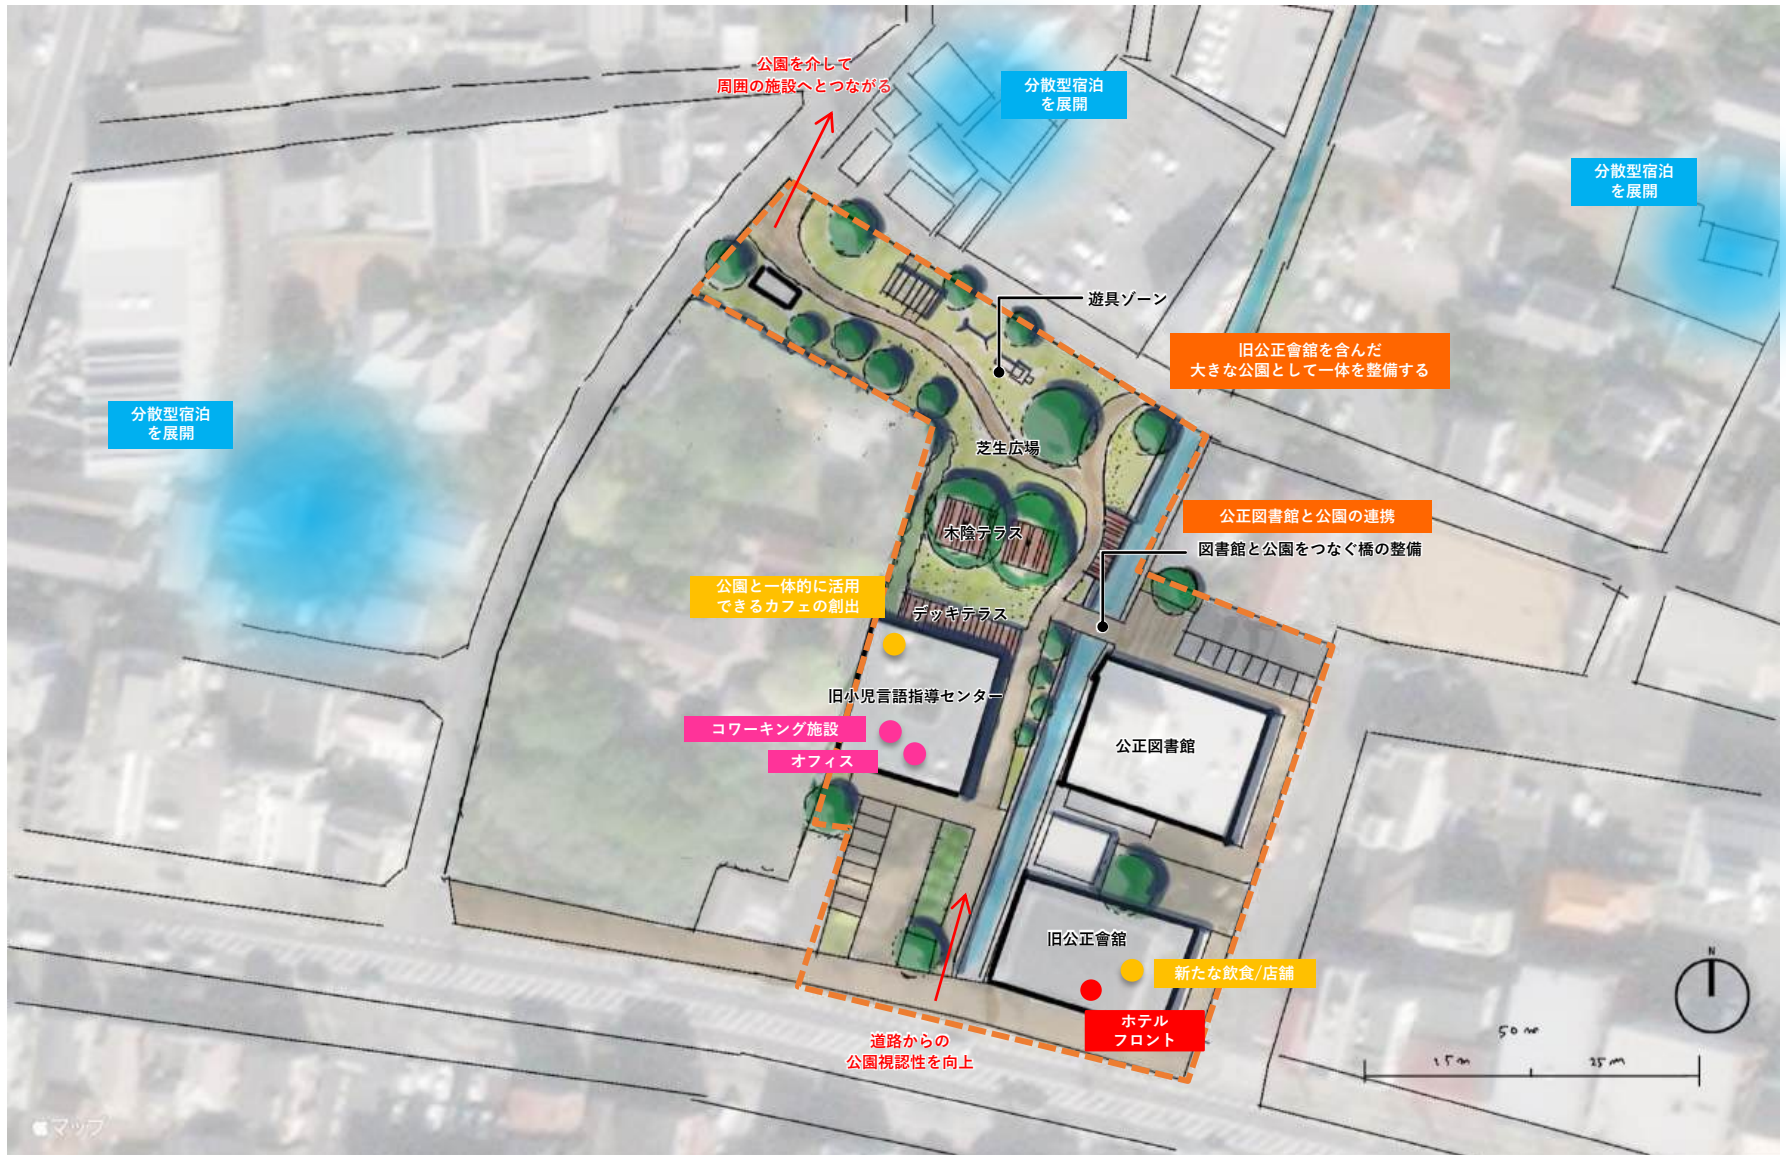 公園を介して
周囲の施設へとつながる
分散型宿泊
を展開
分散型宿泊
を展開
遊具ゾーン
旧公正會舘を含んだ
大きな公園として一体を整備する
分散型宿泊
を展開
芝生広場
公正図書館と公園の連携
木陰テラス
図書館と公園をつなぐ橋の整備
公園と一体的に活用
できるカフェの創出
デッキテラス
旧小児言語指導センター
コワーキング施設
公正図書館
オフィス
旧公正會舘
新たな飲食/店舗
N
ホテル
フロント
道路からの
公園視認性を向上
50m
25m
マップ